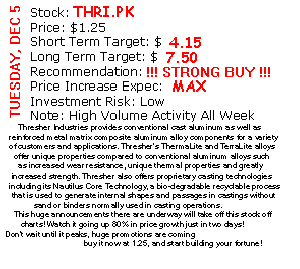 TUESDAY, DEC 5
Stock: THRI.PK
Price: $1.25
Short Term Target: $ 4.15
Long Term Target: $ 7.50
Recommendation: !!! STRONG BUY !!!
Price Increase Expec: MAX
Investment Risk: Low
Note: High Volume Activity All Week
Thresher Industries provides conventional cast aluminum as well as
reinforced metal matrix composite aluminum alloy components for a variety
of customers and applications. Thresher's ThermaLite and TerraLite alloys
offer unique properties compared to conventional aluminum alloys such
as increased wear resistance, unique thermal properties and greatly
increased strength. Thresher also offers proprietary casting technologies
including its Nautilus Core Technology, a bio-degradable recyclable process
that is used to generate internal shapes and passages in castings without
sand or binders normally used in casting operations.
This huge announcements there are underway will take off this stock off
charts! Watch it going up 80% in price growth just in two days!
Don't wait until it peaks, huge promotions are coming
buy it now at 1.25, and start building your fortune!